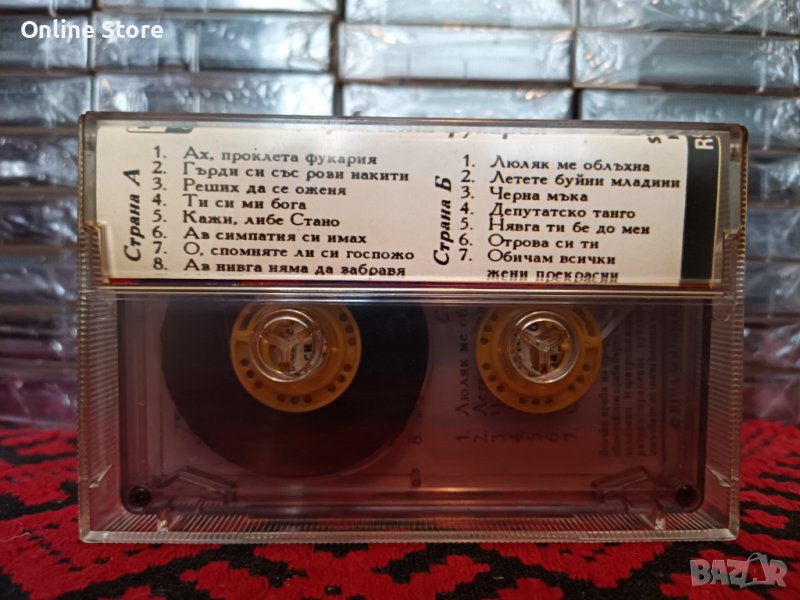 Online Store
Страна А
1. Ах, проклета фукария
2. Гърди си със рови накити
3. Реших да се оженя
4. Ти си ми бога
5. Кажи, либе Стано
6. Ав симпатия си имах
7. О, спомняте ли си госпожо
8. Ав нивга няма да забравя
Страна Б
1. Люляк ме облъхна
2. Летете буйни младини
3. Черна мъка
4. Депутатско танго
5. Нявга ти бе до мен
6. Отрова си ти
7. Обичам всички
жени прекрасни
BAZAR